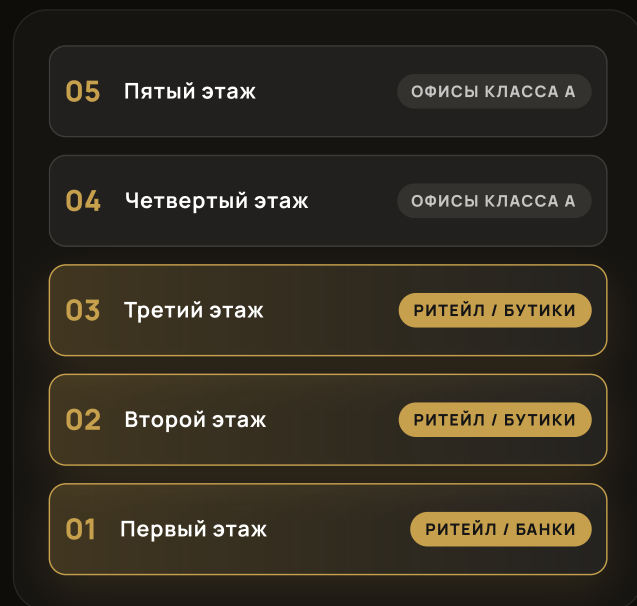 05 Пятый этаж ОФИСЫ КЛАССА А
04 Четвертый этаж ОФИСЫ КЛАССА А
03 Третий этаж РИТЕЙЛ / БУТИКИ
02 Второй этаж РИТЕЙЛ / БУТИКИ
01 Первый этаж РИТЕЙЛ / БАНКИ